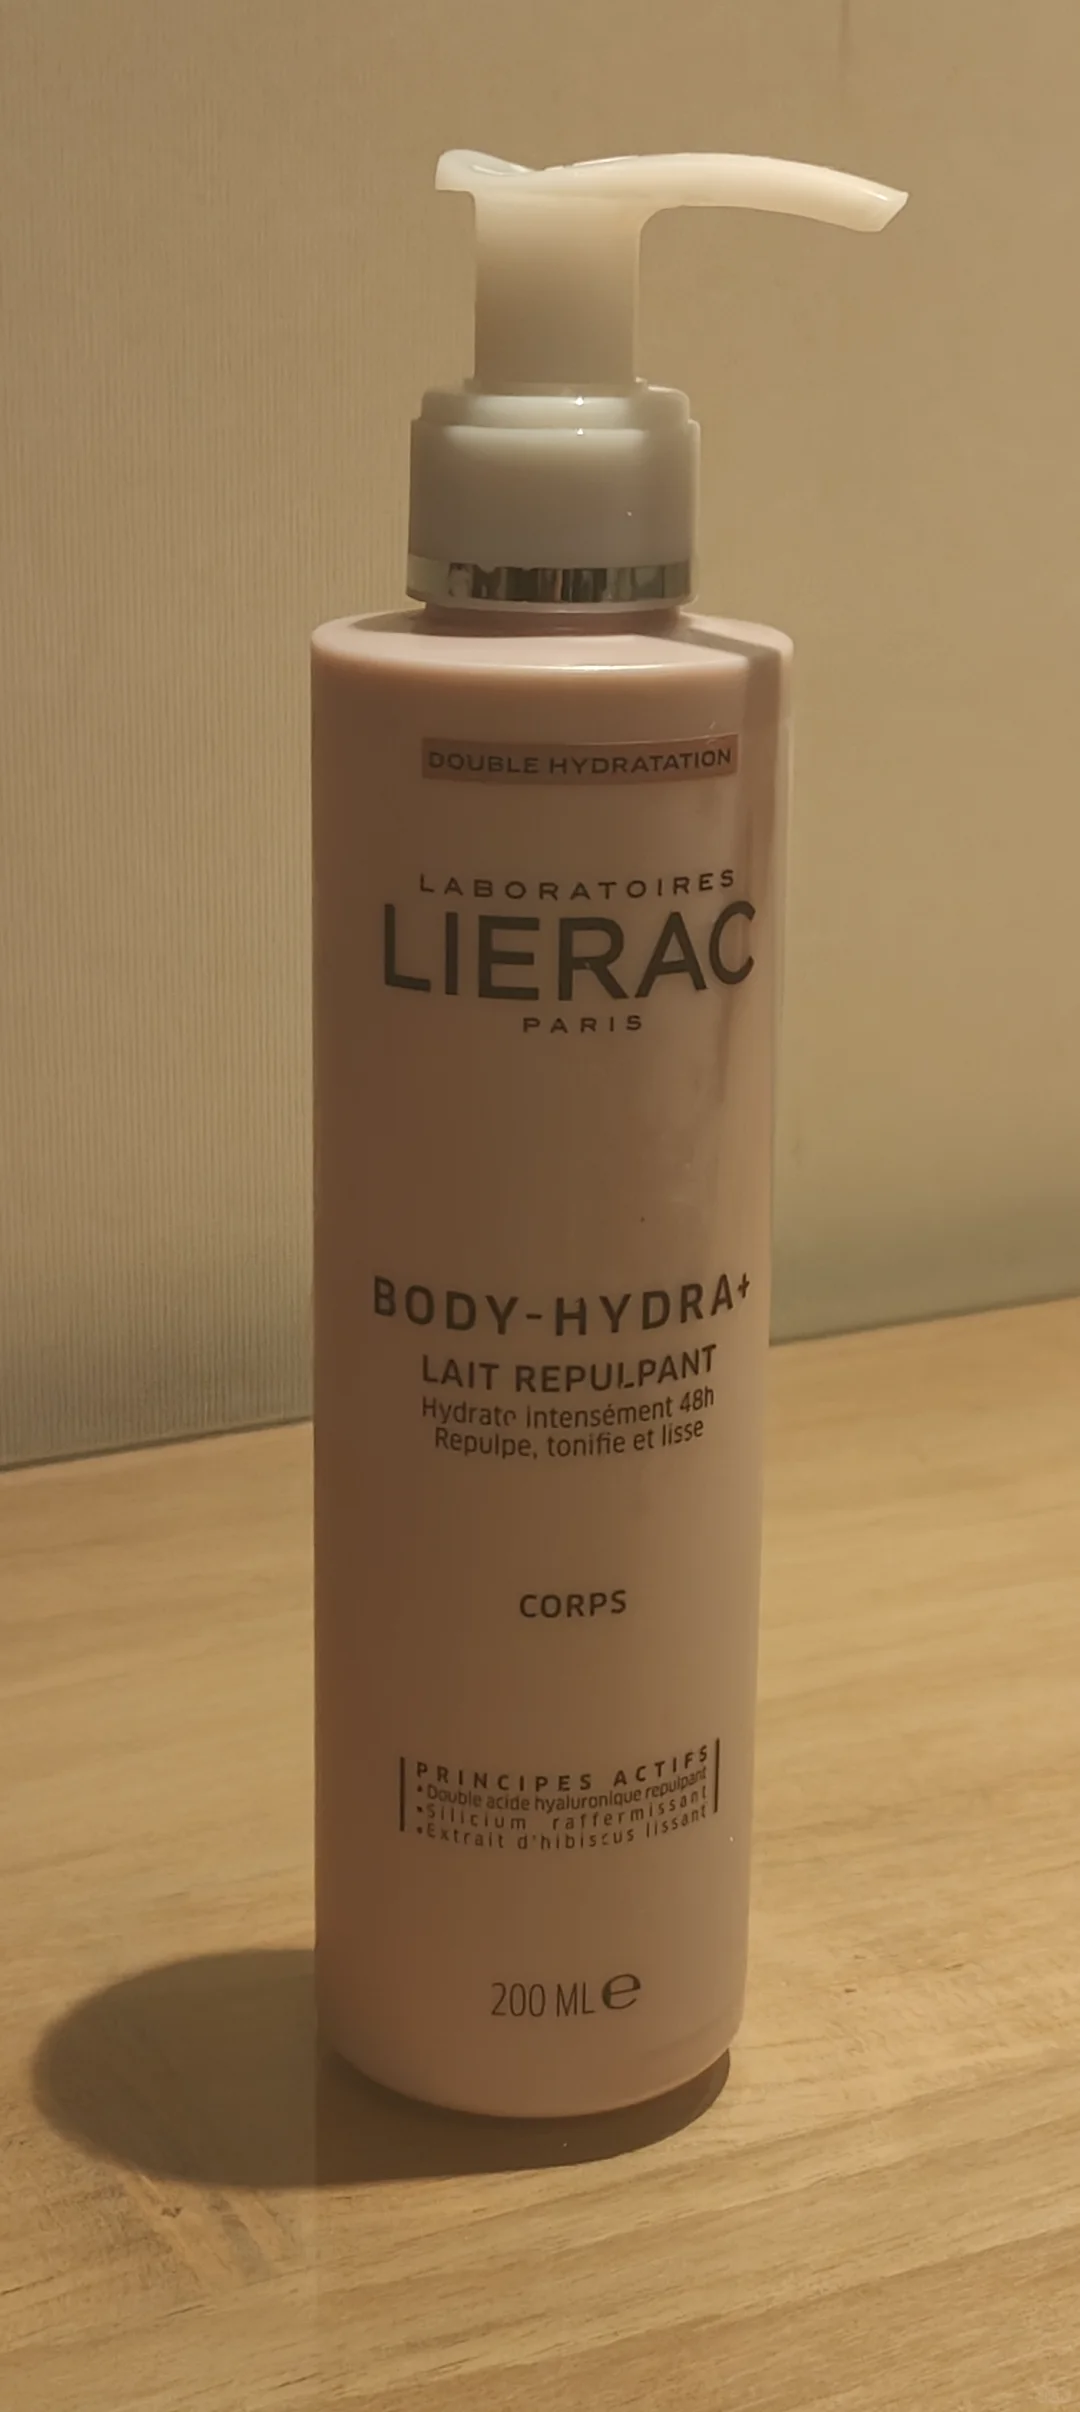 DOUBLE HYDRATATION
LABORATOIRES
LIERAC
PARIS
BODY-HYDRA+
LAIT REPULPANT
Hydrate intensément 48h
Repulpe, tonifie et lisse
CORPS
PRINCIPES ACTIFS
•Double acide hyaluronique repulpant
•Silicium raffermissant
•Extrait d'hibiscus lissant
200 ML e